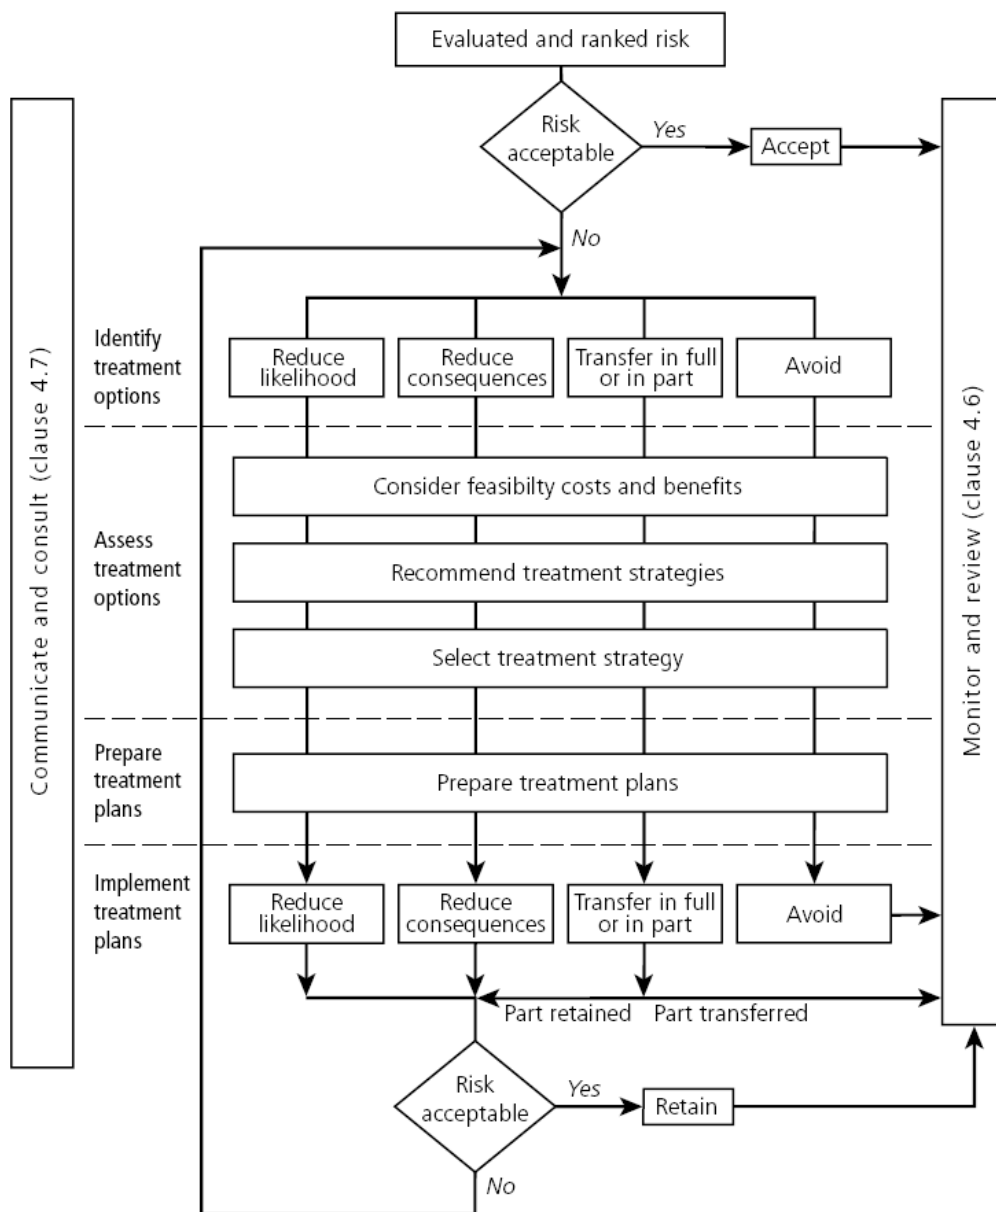 Evaluated and ranked risk
Risk
acceptable
Yes
Accept
No
Communicate and consult (clause 4.7)
Monitor and review (clause 4.6)
Identify
treatment
options
Reduce
likelihood
Reduce
consequences
Transfer in full
or in part
Avoid
Assess
treatment
options
Consider feasibilty costs and benefits
Recommend treatment strategies
Select treatment strategy
Prepare
treatment
plans
Prepare treatment plans
Implement
treatment
plans
Reduce
likelihood
Reduce
consequences
Transfer in full
or in part
Avoid
Part retained
Part transferred
Risk
acceptable
Yes
Retain
No